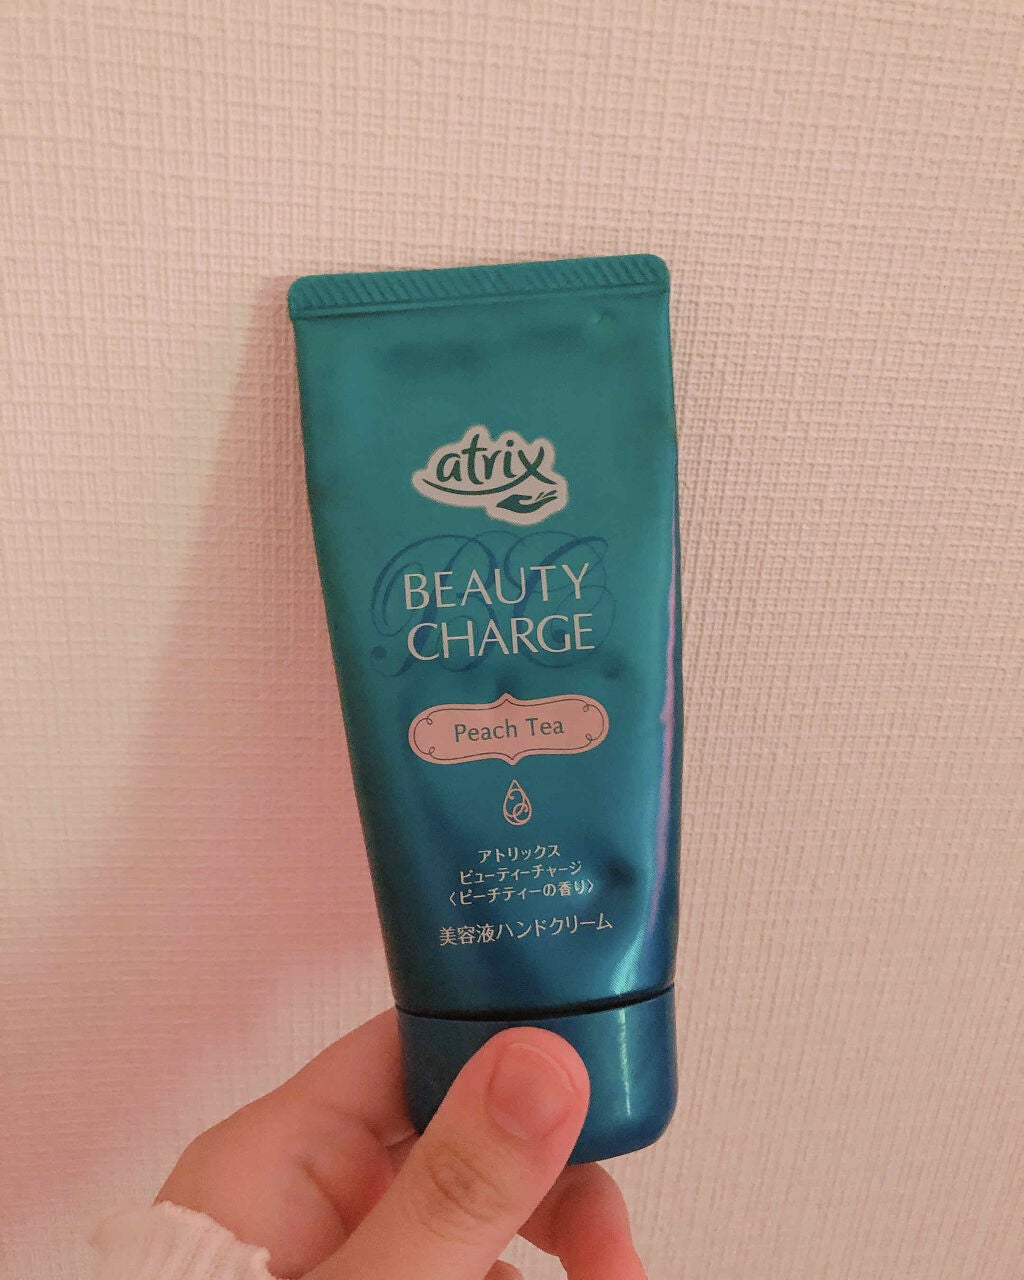 atrix
BEAUTY
CHARGE
Peach Tea
アトリックス
ビューティーチャージ
〈ピーチティーの香り〉
美容液ハンドクリーム